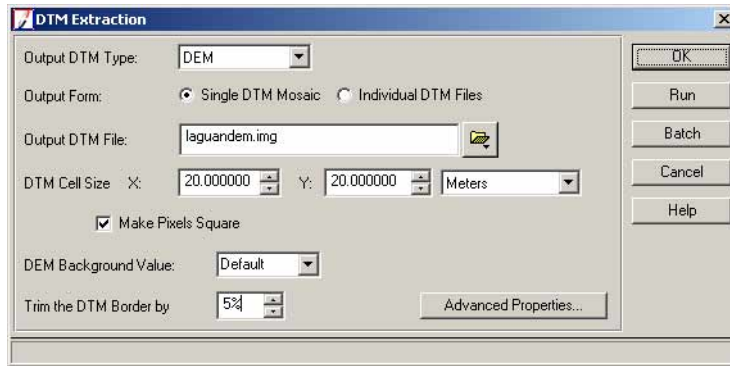 DTM Extraction
Output DTM Type: DEM
OK
Output Form: Single DTM Mosaic Individual DTM Files
Run
Output DTM File: laguandem.img
Batch
DTM Cell Size X: 20.000000 Y: 20.000000 Meters
Cancel
Make Pixels Square
Help
DEM Background Value: Default
Trim the DTM Border by 5% Advanced Properties...